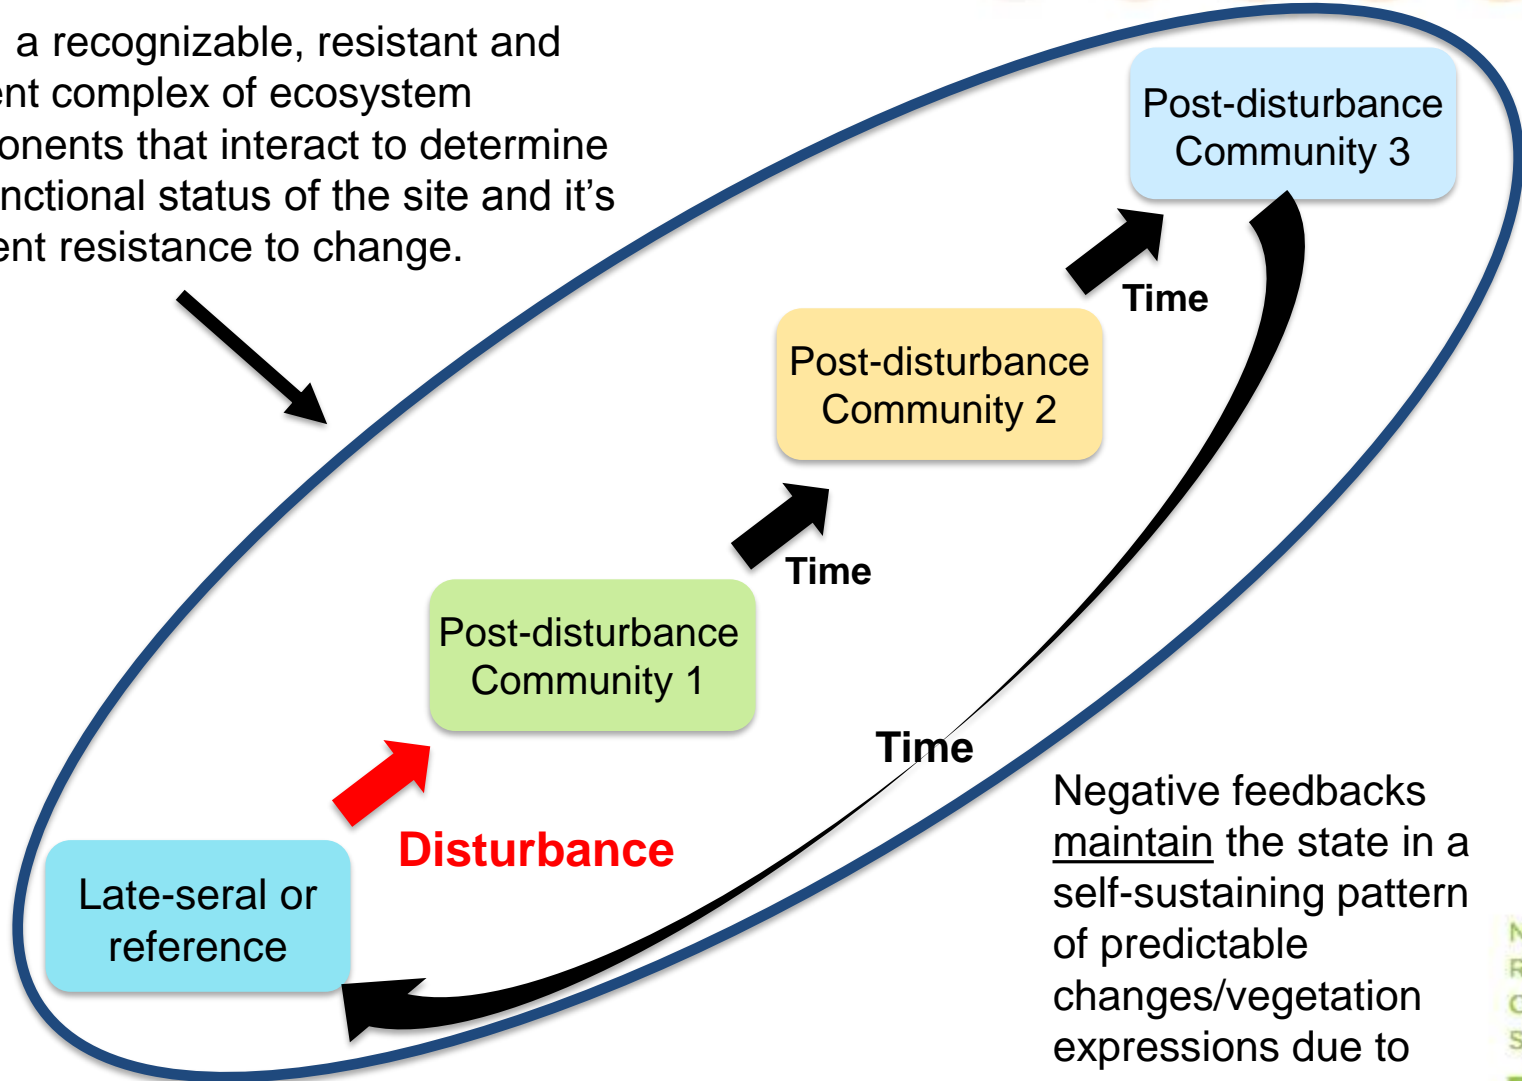 a recognizable, resistant and
ent complex of ecosystem
onents that interact to determine
nctional status of the site and it's
ent resistance to change.
Post-disturbance
Community 3
Time
Post-disturbance
Community 2
Time
Post-disturbance
Community 1
Time
Disturbance
Late-seral or
reference
Negative feedbacks
maintain the state in a
self-sustaining pattern
of predictable
changes/vegetation
expressions due to
N
R
C
S